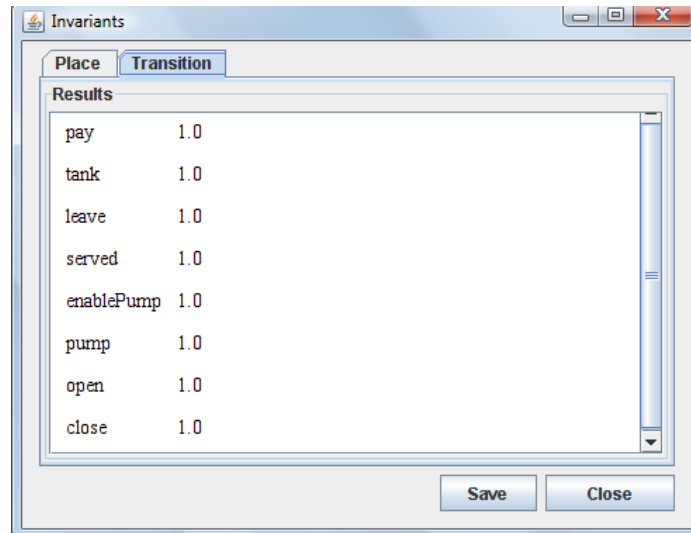 Invariants
Place Transition
Results
pay 1.0
tank 1.0
leave 1.0
served 1.0
enablePump 1.0
pump 1.0
open 1.0
close 1.0
Save Close